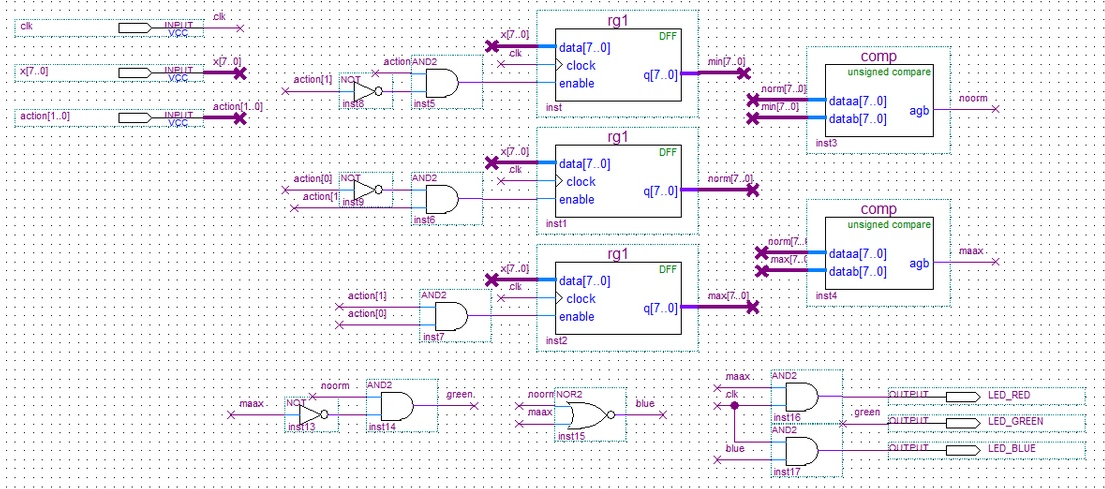 clk
INPUT
VCC
clk
x[7..0]
INPUT
VCC
x[7..0]
action[1..0]
INPUT
VCC
action[1..0]
action[1]
NOT
inst8
action
AND2
inst5
rg1
x[7..0]
clk
DFF
data[7..0]
clock
enable
q[7..0]
inst
min[7..0]
comp
unsigned compare
norm[7..0]
min[7..0]
dataa[7..0]
datab[7..0]
agb
noorm
inst3
action[0]
NOT
inst9
action[1
AND2
inst6
rg1
x[7..0]
clk
DFF
data[7..0]
clock
enable
q[7..0]
inst1
norm[7..0]
comp
unsigned compare
norm[7..
max[7..0
dataa[7..0]
datab[7..0]
agb
maax
inst4
action[1]
action[0]
AND2
inst7
rg1
x[7..0]
clk
DFF
data[7..0]
clock
enable
q[7..0]
inst2
max[7..0]
noorm
maax
NOT
inst13
AND2
inst14
green
noorm
maax
NOR2
inst15
blue
maax
clk
AND2
inst16
OUTPUT
LED_RED
green
OUTPUT
LED_GREEN
blue
AND2
inst17
OUTPUT
LED_BLUE